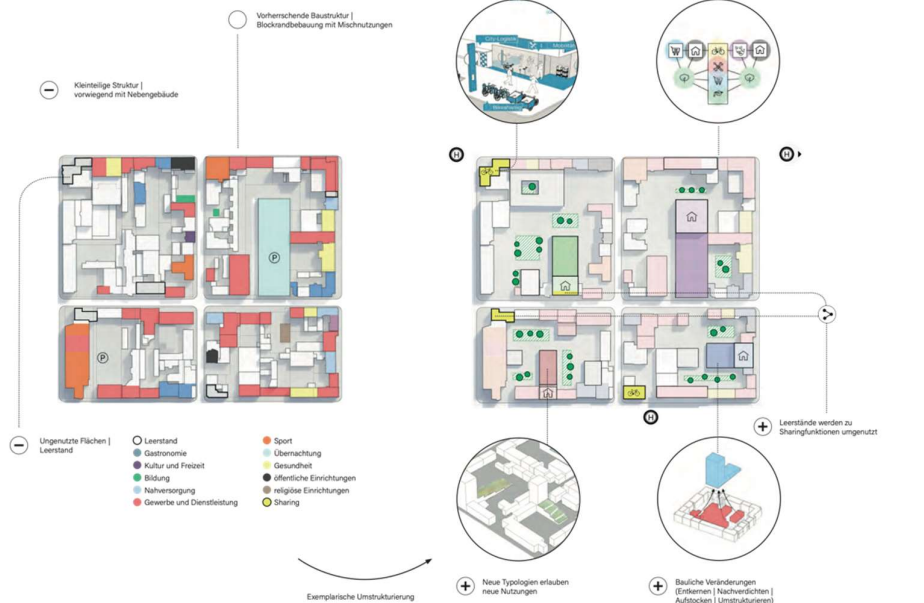 Vorherrschende Baustruktur |
Blockrandbebauung mit Mischnutzungen
Kleinteilige Struktur |
vorwiegend mit Nebengebäude
City-Logistik
H
H
P
P
H
Ungenutzte Flächen |
Leerstand
Leerstand
Gastronomie
Kultur und Freizeit
Bildung
Nahversorgung
Gewerbe und Dienstleistung
Sport
Übernachtung
Gesundheit
öffentliche Einrichtungen
religiöse Einrichtungen
Sharing
Leerstände werden zu
Sharingfunktionen umgenutzt
Exemplarische Umstrukturierung
Neue Typologien erlauben
neue Nutzungen
Bauliche Veränderungen
(Entkernen | Nachverdichten |
Aufstocken | Umstrukturieren)